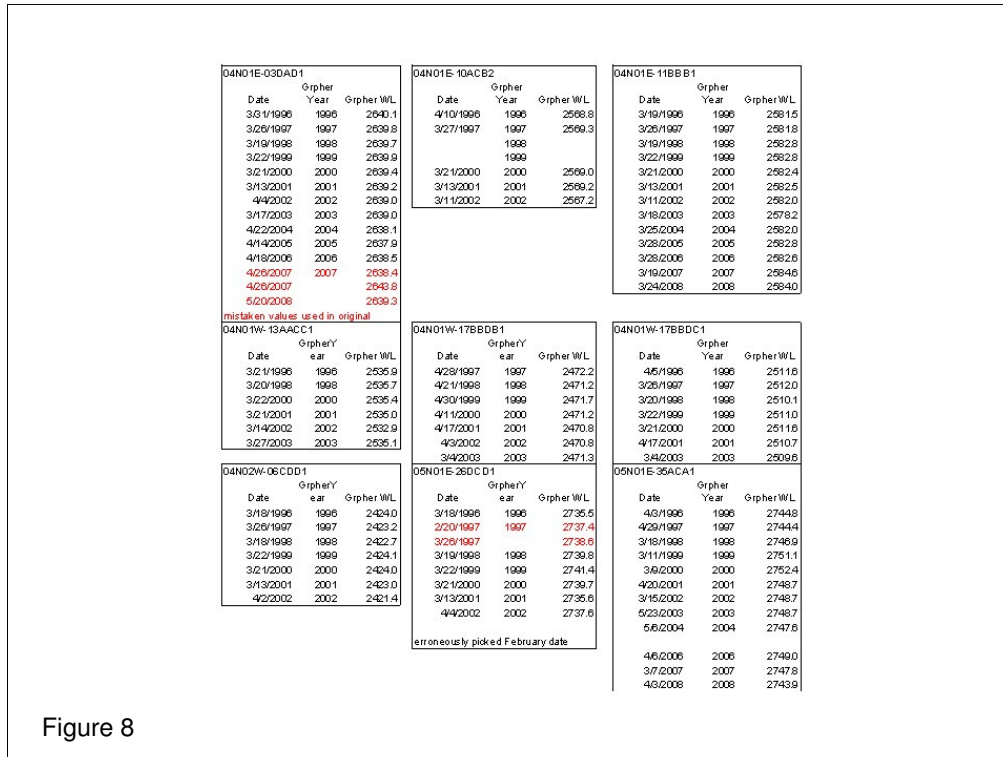 04N01E-03DAD1
Grpher
Date Year Grpher WL
3/31/1996 1996 2640.1
3/26/1997 1997 2639.8
3/19/1998 1998 2639.7
3/22/1999 1999 2639.9
3/21/2000 2000 2639.4
3/13/2001 2001 2639.2
4/4/2002 2002 2639.0
3/17/2003 2003 2639.0
4/22/2004 2004 2638.1
4/14/2005 2005 2637.9
4/18/2006 2006 2638.5
4/26/2007 2007 2638.4
4/26/2007 2643.8
5/20/2008 2639.3
mistaken values used in original
04N01E-10ACB2
Grpher
Date Year Grpher WL
4/10/1996 1996 2568.8
3/27/1997 1997 2569.3
1998
1999
3/21/2000 2000 2569.0
3/13/2001 2001 2569.2
3/11/2002 2002 2567.2
04N01E-11BBB1
Grpher
Date Year Grpher WL
3/19/1996 1996 2581.5
3/26/1997 1997 2581.8
3/19/1998 1998 2582.8
3/22/1999 1999 2582.8
3/21/2000 2000 2582.4
3/13/2001 2001 2582.5
3/11/2002 2002 2582.0
3/18/2003 2003 2578.2
3/25/2004 2004 2582.0
3/28/2005 2005 2582.8
3/28/2006 2006 2582.6
3/19/2007 2007 2584.6
3/24/2008 2008 2584.0
04N01W-13AACC1
GrpherY
Date ear Grpher WL
3/21/1996 1996 2535.9
3/20/1998 1998 2535.7
3/22/2000 2000 2535.4
3/21/2001 2001 2535.0
3/14/2002 2002 2532.9
3/27/2003 2003 2535.1
04N01W-17BBDB1
GrpherY
Date ear Grpher WL
4/28/1997 1997 2472.2
4/21/1998 1998 2471.2
4/30/1999 1999 2471.7
4/11/2000 2000 2471.2
4/17/2001 2001 2470.8
4/3/2002 2002 2470.8
3/4/2003 2003 2471.3
04N01W-17BBDC1
Grpher
Date Year Grpher WL
4/5/1996 1996 2511.6
3/26/1997 1997 2512.0
3/20/1998 1998 2510.1
3/22/1999 1999 2511.0
3/21/2000 2000 2511.6
4/17/2001 2001 2510.7
3/4/2003 2003 2509.6
04N02W-06CDD1
GrpherY
Date ear Grpher WL
3/18/1996 1996 2424.0
3/26/1997 1997 2423.2
3/18/1998 1998 2422.7
3/22/1999 1999 2424.1
3/21/2000 2000 2424.0
3/13/2001 2001 2423.0
4/2/2002 2002 2421.4
05N01E-26DCD1
GrpherY
Date ear Grpher WL
3/18/1996 1996 2735.5
2/20/1997 1997 2737.4
3/26/1997 2738.6
3/19/1998 1998 2739.8
3/22/1999 1999 2741.4
3/21/2000 2000 2739.7
3/13/2001 2001 2735.6
4/4/2002 2002 2737.6
erroneously picked February date
05N01E-35ACA1
Grpher
Date Year Grpher WL
4/3/1996 1996 2744.8
4/29/1997 1997 2744.4
3/18/1998 1998 2746.9
3/11/1999 1999 2751.1
3/9/2000 2000 2752.4
4/20/2001 2001 2748.7
3/15/2002 2002 2748.7
5/23/2003 2003 2748.7
5/6/2004 2004 2747.6
4/6/2006 2006 2749.0
3/7/2007 2007 2747.8
4/3/2008 2008 2743.9
Figure 8